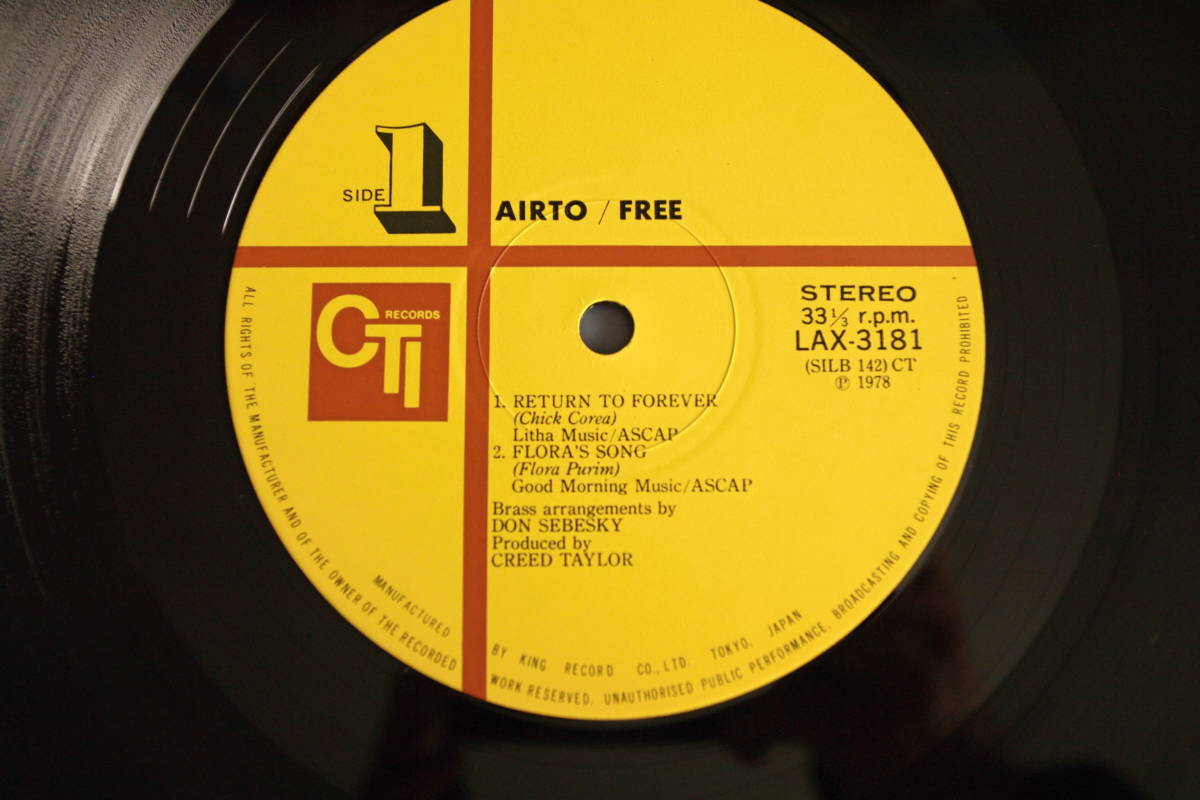 SIDE 1
AIRTO / FREE
CTI RECORDS
STEREO
33 1/3 r.p.m.
LAX-3181
(SILB 142) CT
Ⓟ 1978
1. RETURN TO FOREVER
(Chick Corea)
Litha Music/ASCAP
2. FLORA'S SONG
(Flora Purim)
Good Morning Music/ASCAP
Brass arrangements by
DON SEBESKY
Produced by
CREED TAYLOR
MANUFACTURED BY KING RECORD CO., LTD. TOKYO, JAPAN
ALL RIGHTS OF THE MANUFACTURER AND OF THE OWNER OF THE RECORDED WORK RESERVED. UNAUTHORISED PUBLIC PERFORMANCE, BROADCASTING AND COPYING OF THIS RECORD PROHIBITED